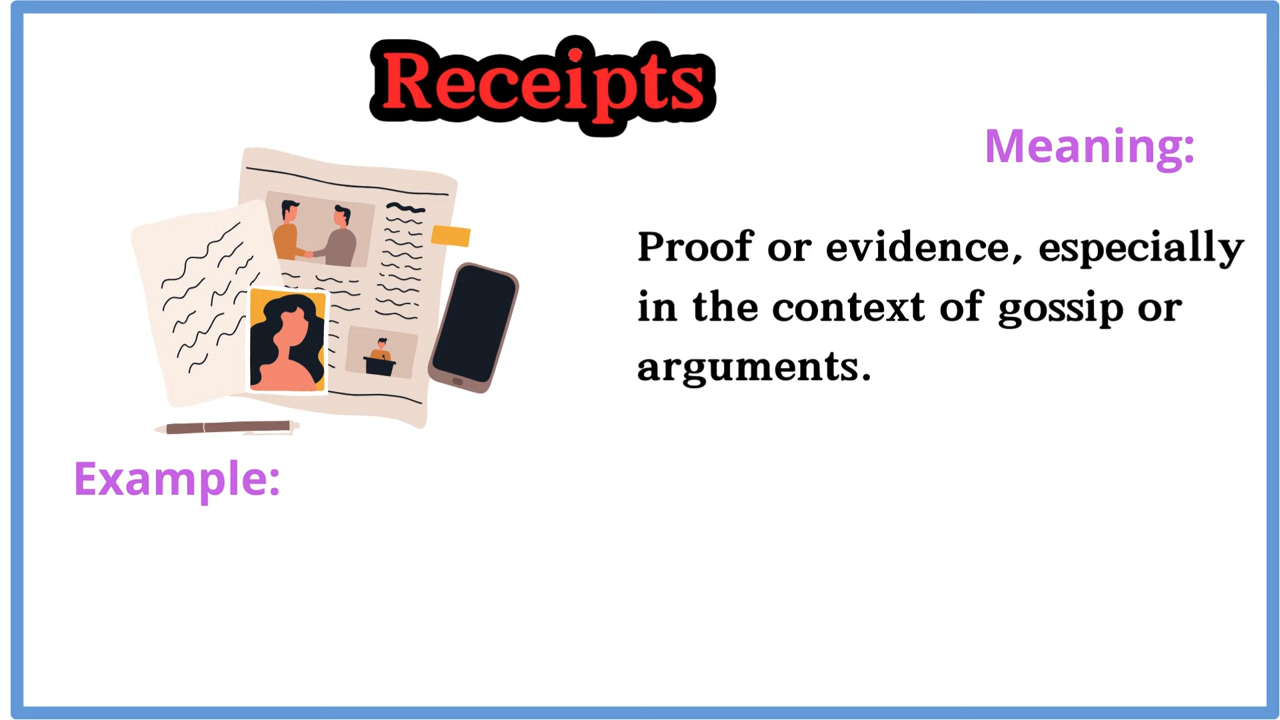 Receipts
Meaning:
Proof or evidence, especially
in the context of gossip or
arguments.
Example: